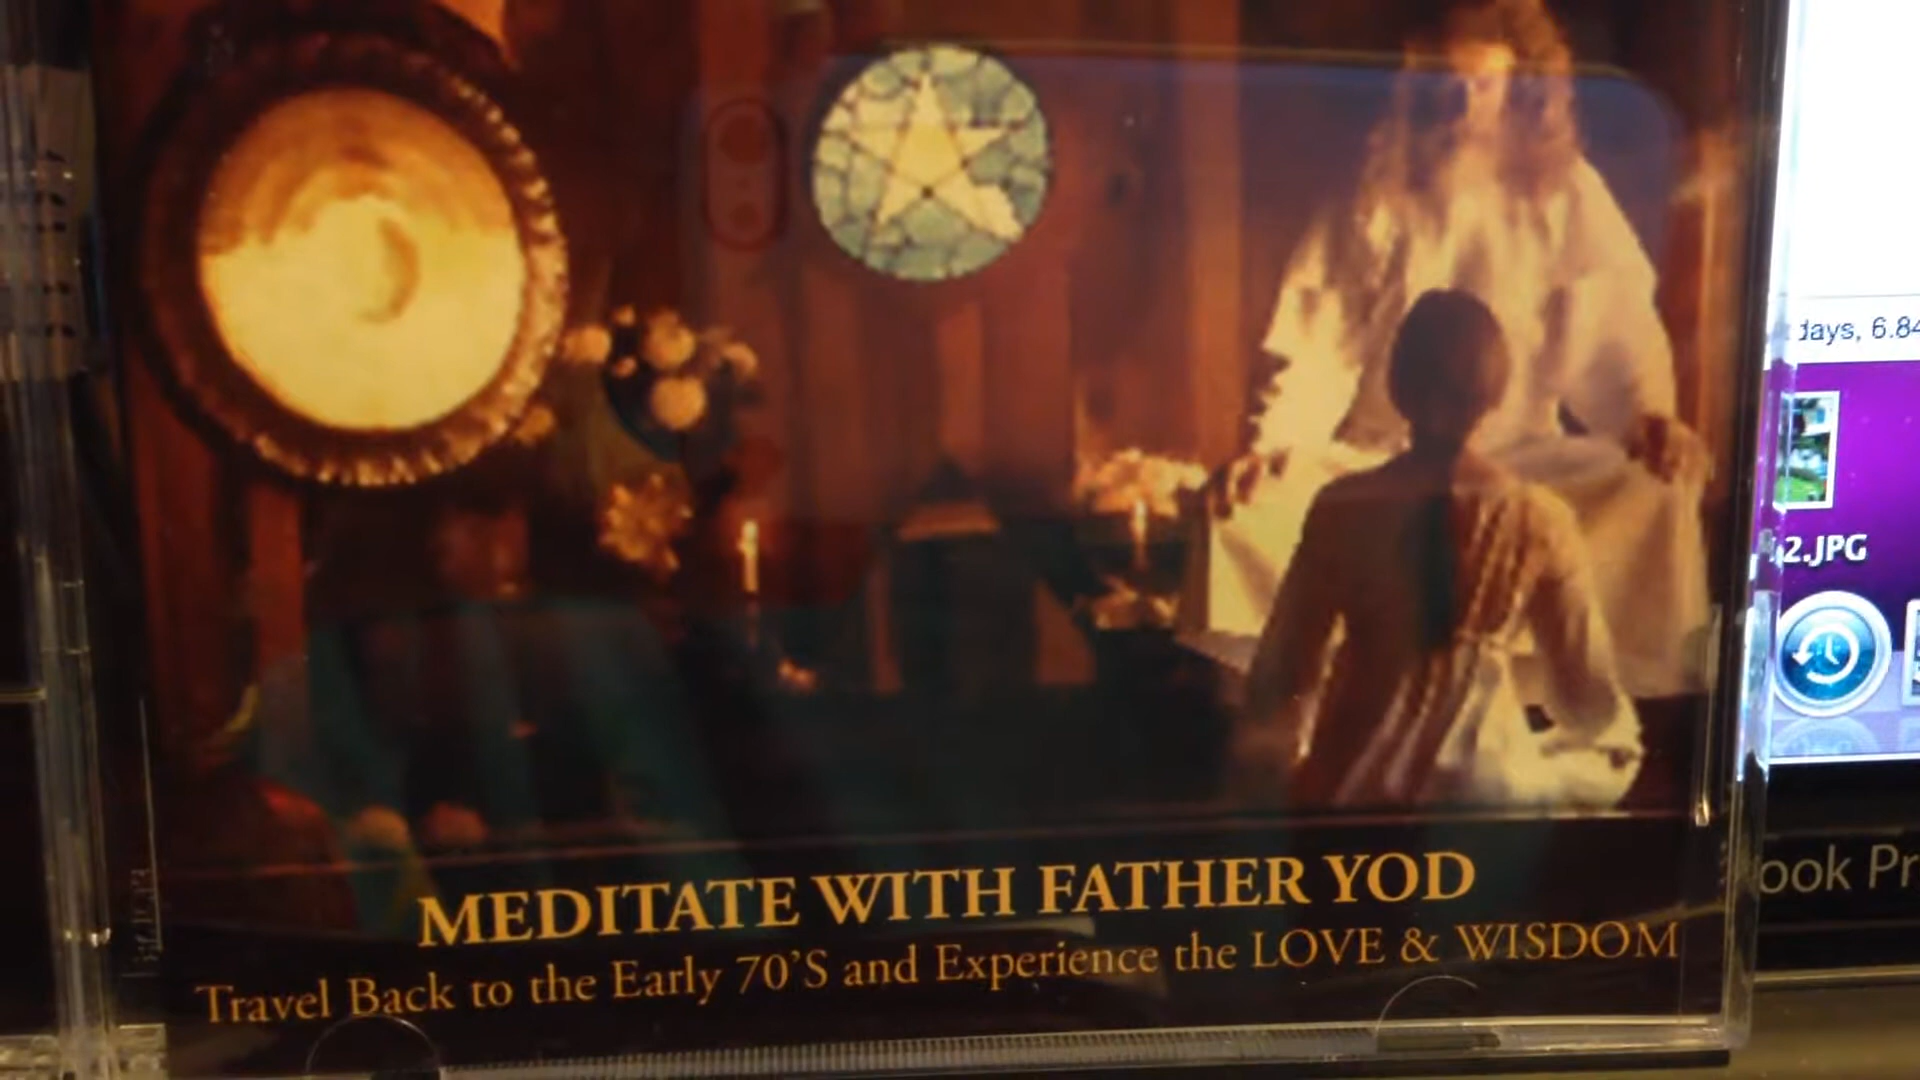 days, 6.84
2.JPG
ook Pr
MEDITATE WITH FATHER YOD
Travel Back to the Early 70'S and Experience the LOVE & WISDOM